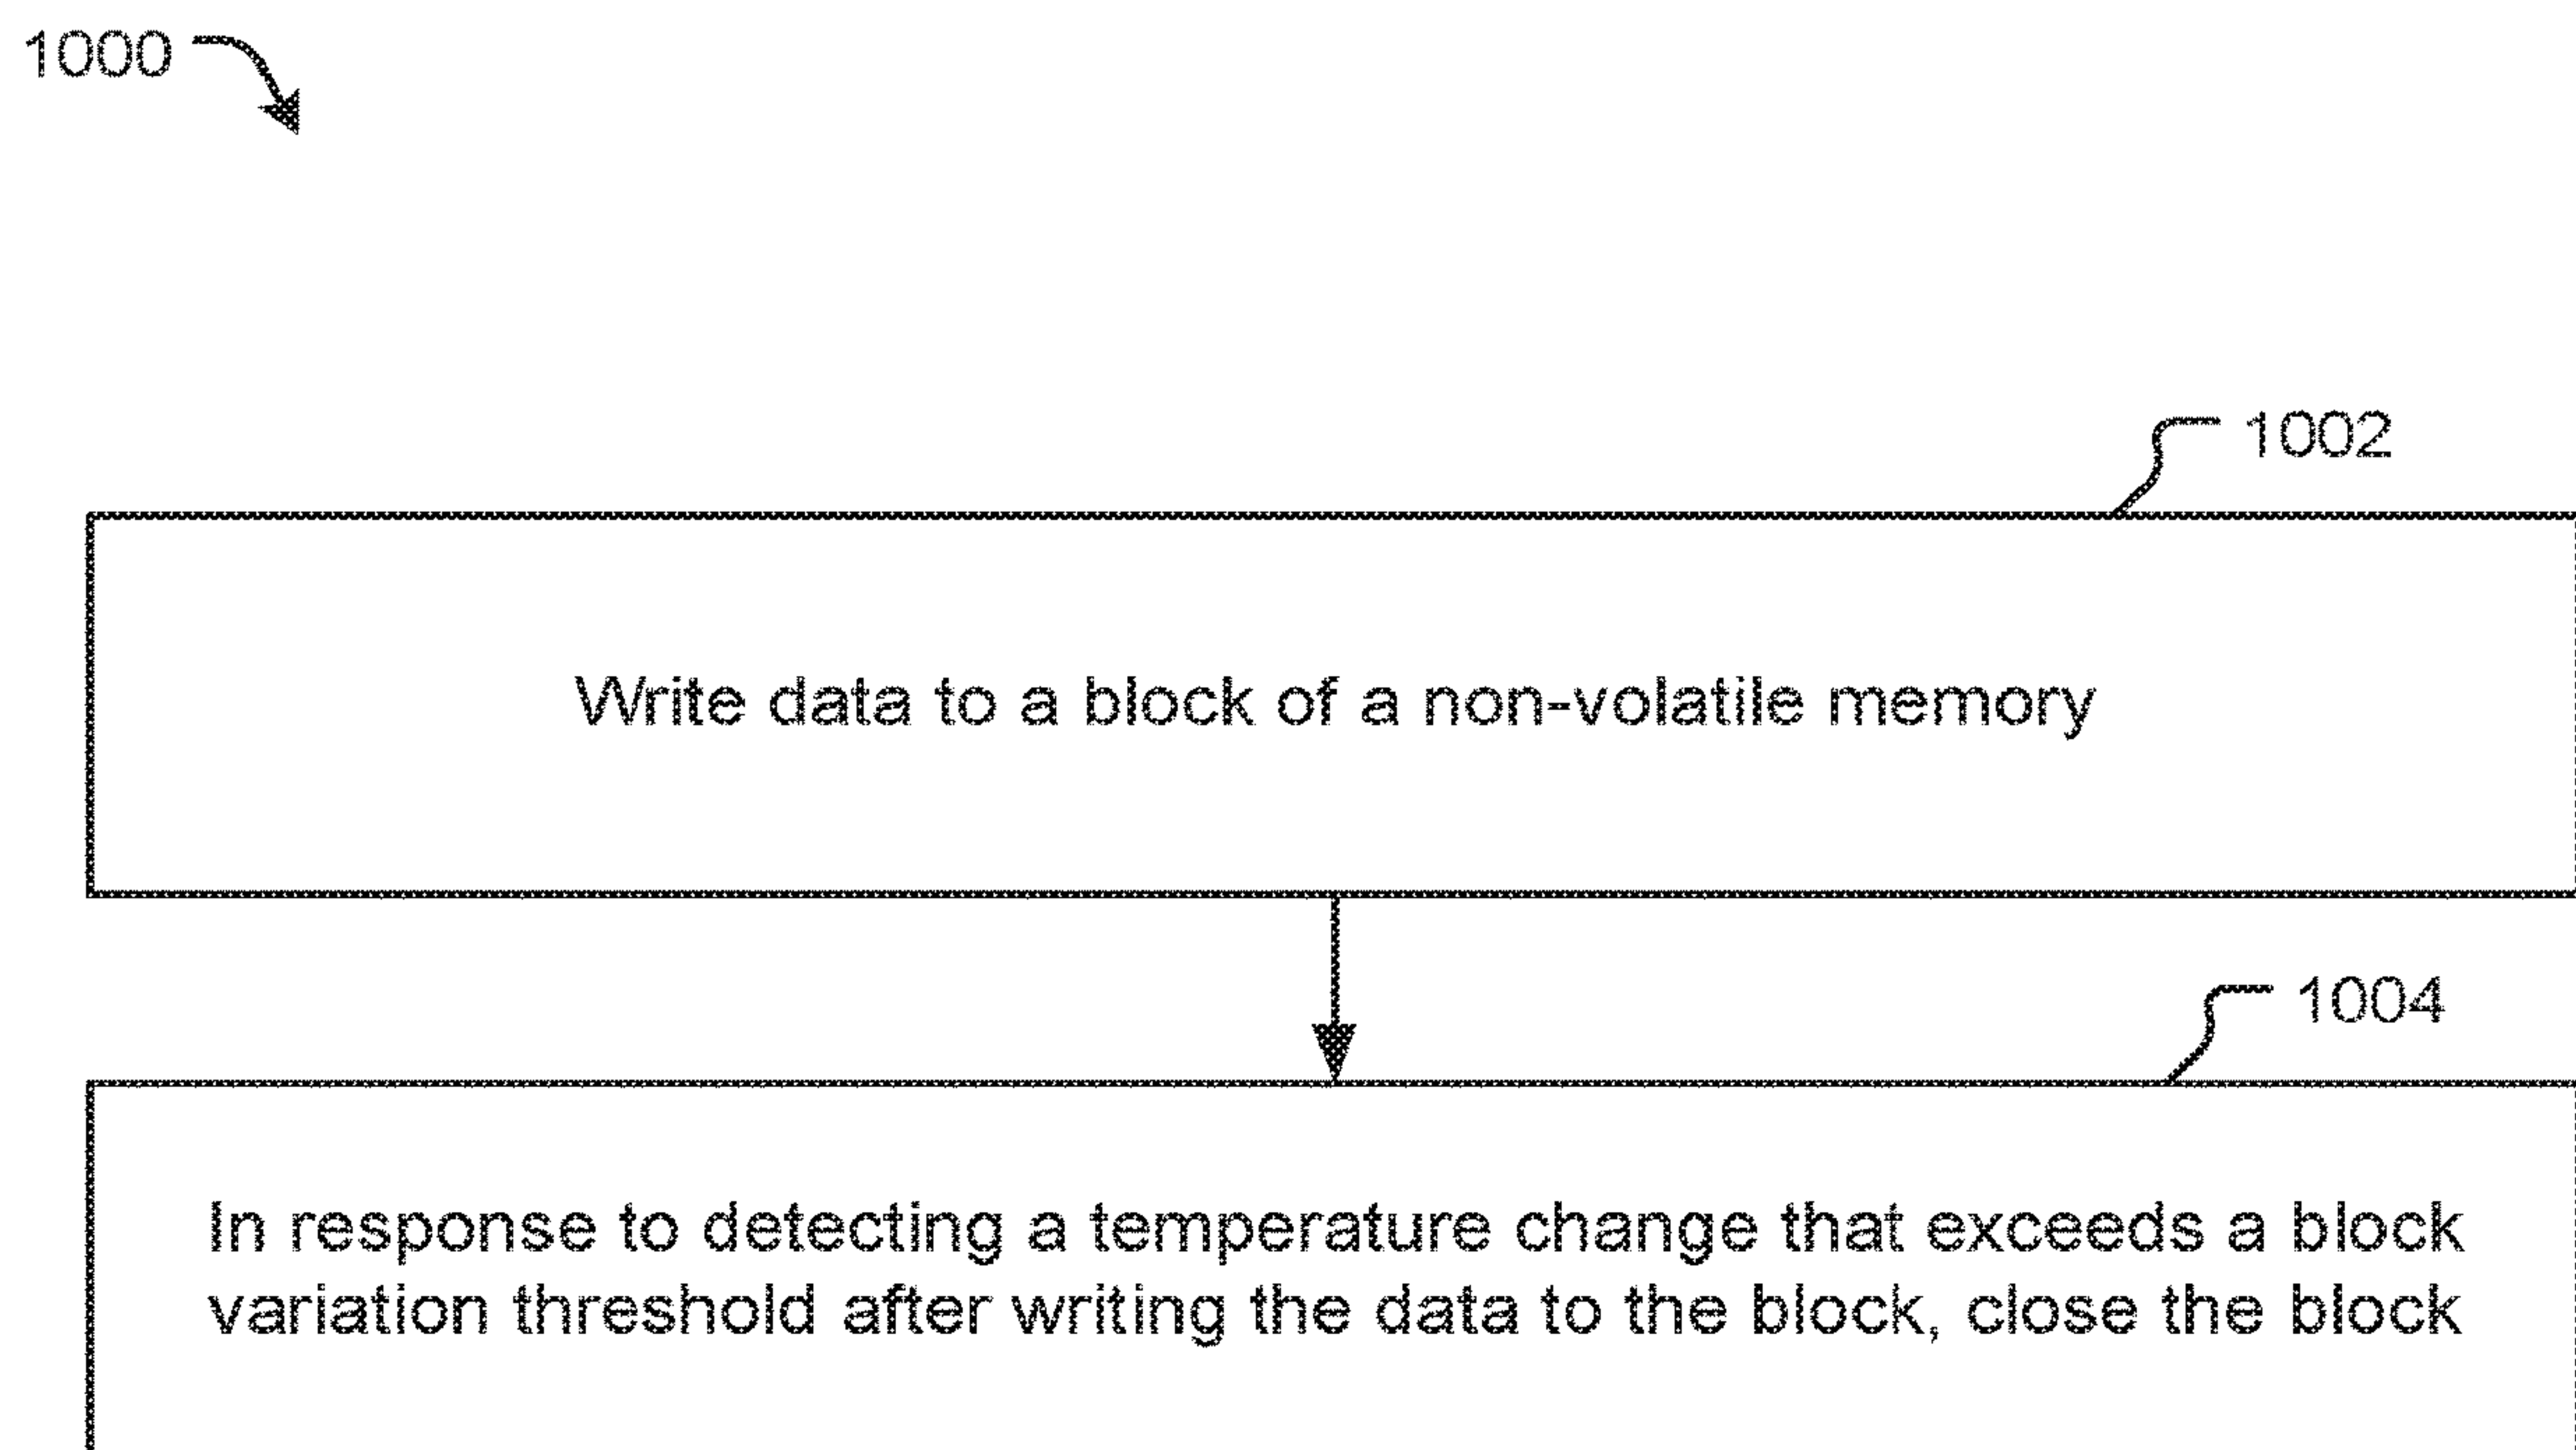 1000
1002
Write data to a block of a non-volatile memory
1004
In response to detecting a temperature change that exceeds a block
variation threshold after writing the data to the block, close the block